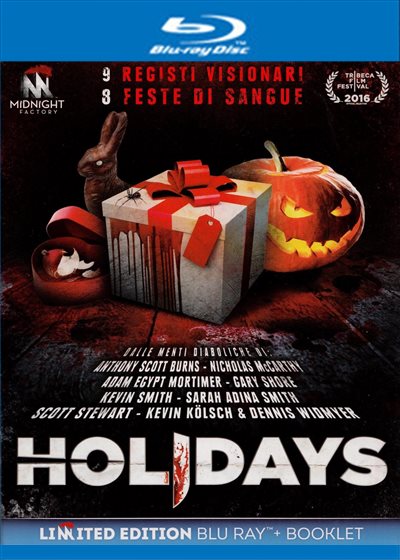 Blu-ray Disc
9 REGISTI VISIONARI
8 FESTE DI SANGUE
MIDNIGHT
FACTORY
TRIBECA
FILM
FESTIVAL
2016
DALLE MENTI DIABOLICHE DI:
ANTHONY SCOTT BURNS - NICHOLAS McCARTHY
ADAM EGYPT MORTIMER - GARY SHORE
KEVIN SMITH - SARAH ADINA SMITH
SCOTT STEWART - KEVIN KÖLSCH & DENNIS WIDMYER
HOLIDAYS
LIMITED EDITION BLU RAY™ + BOOKLET